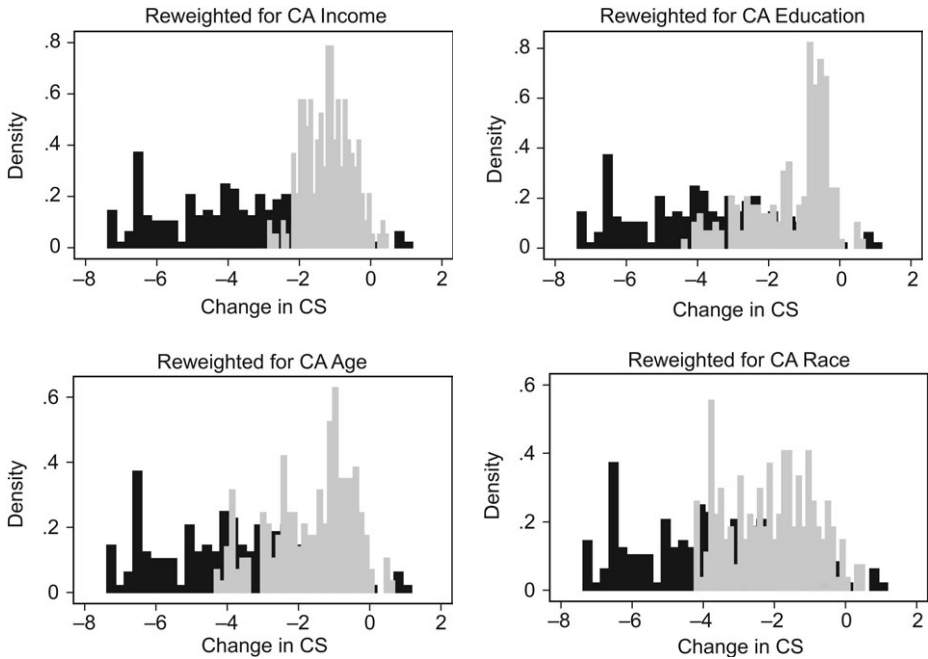 Reweighted for CA Income
.8
.6
.4
.2
0
Density
–8 –6 –4 –2 0 2
Change in CS
Reweighted for CA Education
.8
.6
.4
.2
0
Density
–8 –6 –4 –2 0 2
Change in CS
Reweighted for CA Age
.6
.4
.2
0
Density
–8 –6 –4 –2 0 2
Change in CS
Reweighted for CA Race
.6
.4
.2
0
Density
–8 –6 –4 –2 0 2
Change in CS